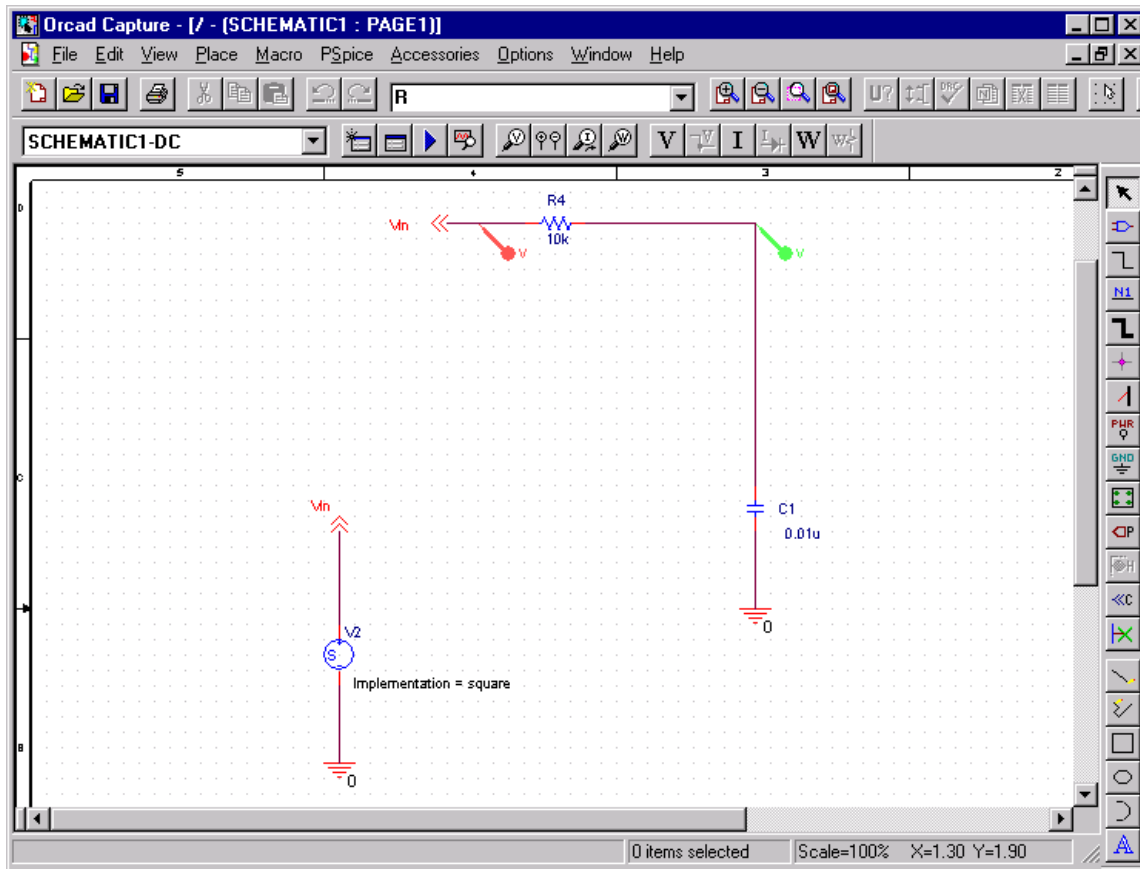 Orcad Capture - [/ - (SCHEMATIC1 : PAGE1)]
File Edit View Place Macro PSpice Accessories Options Window Help
R
U?
DRC
SCHEMATIC1-DC
V
V
I
W
V
I
W
5 4 3 2
D
C
B
R4
Vin
10k
V
V
N1
PWR
GND
P
H
C
A
Vin
C1
0.01u
0
V2
S
Implementation = square
0
0 items selected
Scale=100% X=1.30 Y=1.90